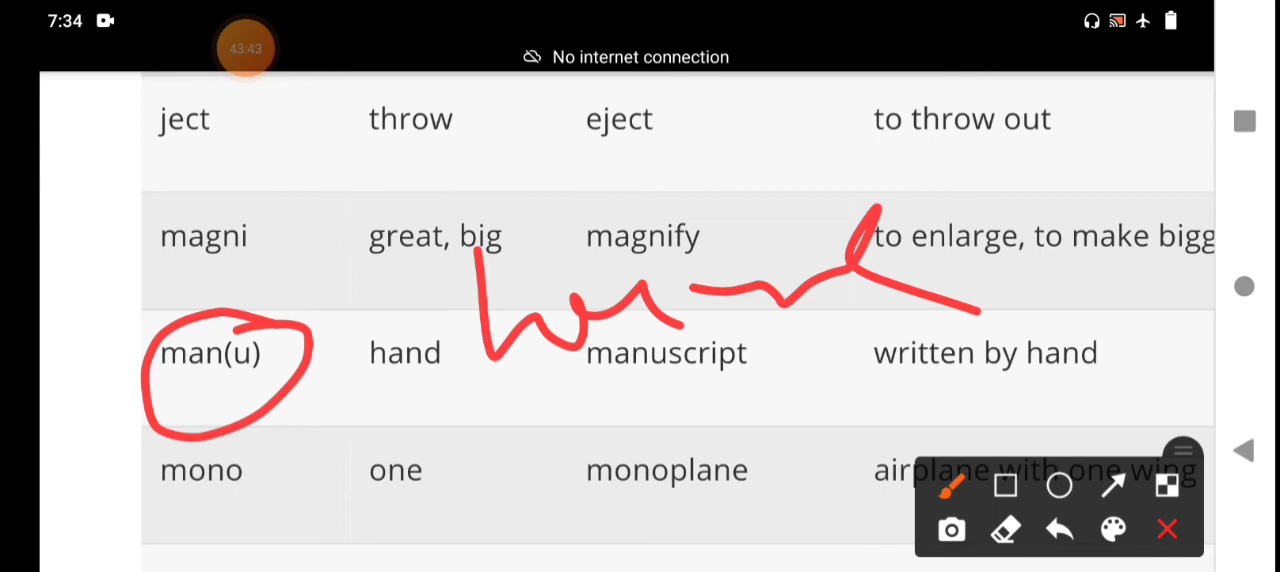 7:34
43:43
No internet connection
ject throw eject to throw out
magni great, big magnify to enlarge, to make bigg
hand
man(u) hand manuscript written by hand
mono one monoplane airplane with one wing